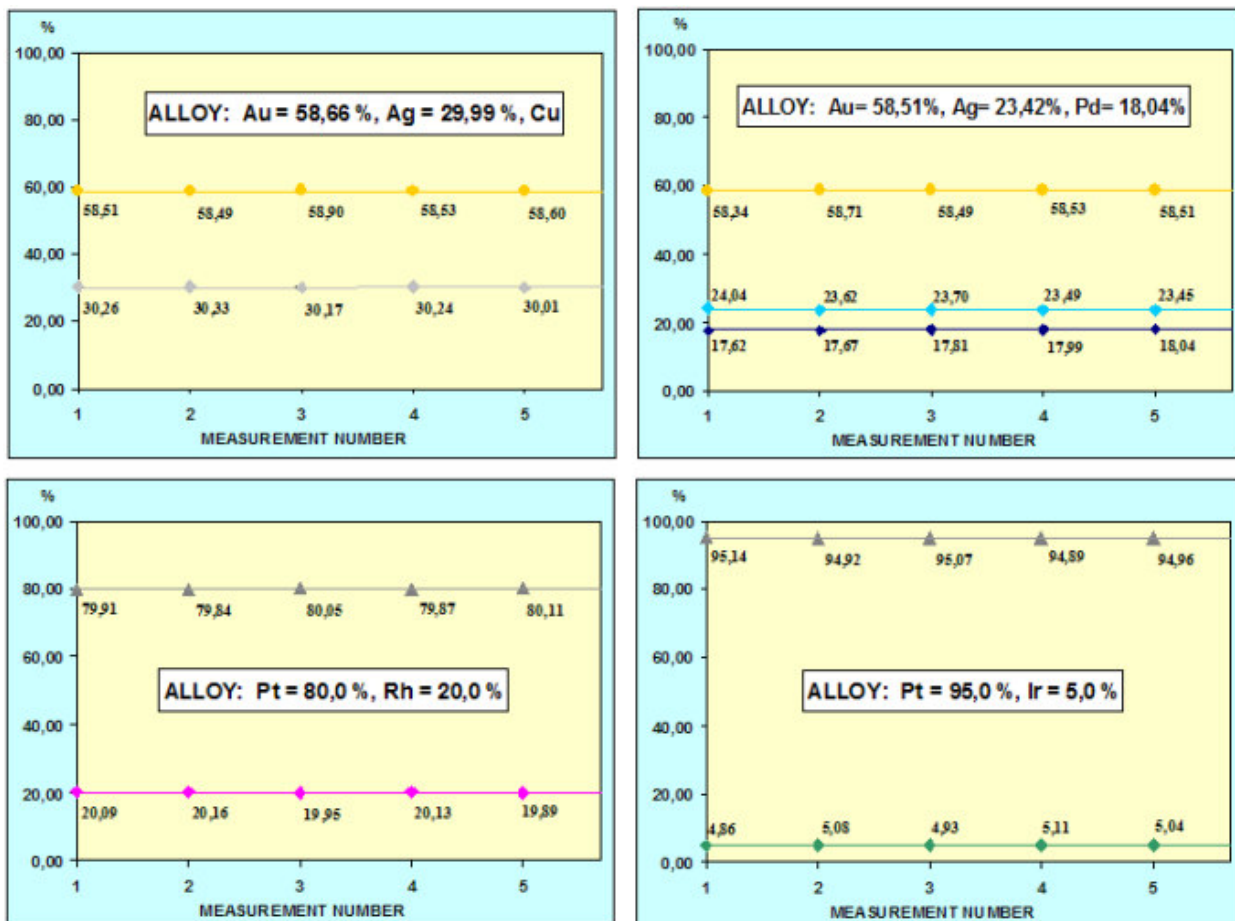 %
100,00
ALLOY: Au = 58,66 %, Ag = 29,99 %, Cu
80,00
60,00
58,51 58,49 58,90 58,53 58,60
40,00
30,26 30,33 30,17 30,24 30,01
20,00
0,00
1 2 3 4 5
MEASUREMENT NUMBER
%
100,00
ALLOY: Au= 58,51%, Ag= 23,42%, Pd= 18,04%
80,00
60,00
58,34 58,71 58,49 58,53 58,51
40,00
24,04 23,62 23,70 23,49 23,45
20,00
17,62 17,67 17,81 17,99 18,04
0,00
1 2 3 4 5
MEASUREMENT NUMBER
%
100,00
80,00
79,91 79,84 80,05 79,87 80,11
60,00
ALLOY: Pt = 80,0 %, Rh = 20,0 %
40,00
20,00
20,09 20,16 19,95 20,13 19,89
0,00
1 2 3 4 5
MEASUREMENT NUMBER
%
100,00
95,14 94,92 95,07 94,89 94,96
80,00
60,00
ALLOY: Pt = 95,0 %, Ir = 5,0 %
40,00
20,00
4,86 5,08 4,93 5,11 5,04
0,00
1 2 3 4 5
MEASUREMENT NUMBER